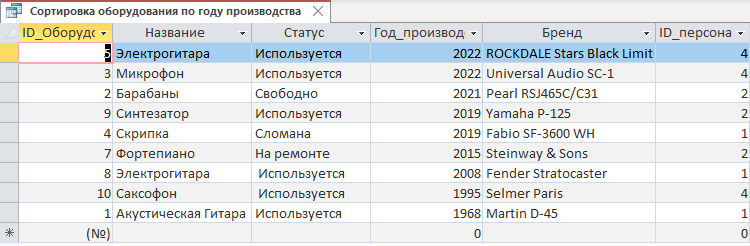 Сортировка оборудования по году производства
ID_Оборудо Название Статус Год_производ Бренд ID_персона
5 Электрогитара Используется 2022 ROCKDALE Stars Black Limit 4
3 Микрофон Используется 2022 Universal Audio SC-1 4
2 Барабаны Свободно 2021 Pearl RSJ465C/C31 2
9 Синтезатор Используется 2019 Yamaha P-125 2
4 Скрипка Сломана 2019 Fabio SF-3600 WH 1
7 Фортепиано На ремонте 2015 Steinway & Sons 2
8 Электрогитара Используется 2008 Fender Stratocaster 1
10 Саксофон Используется 1995 Selmer Paris 4
1 Акустическая Гитара Используется 1968 Martin D-45 1
(№) 0 0